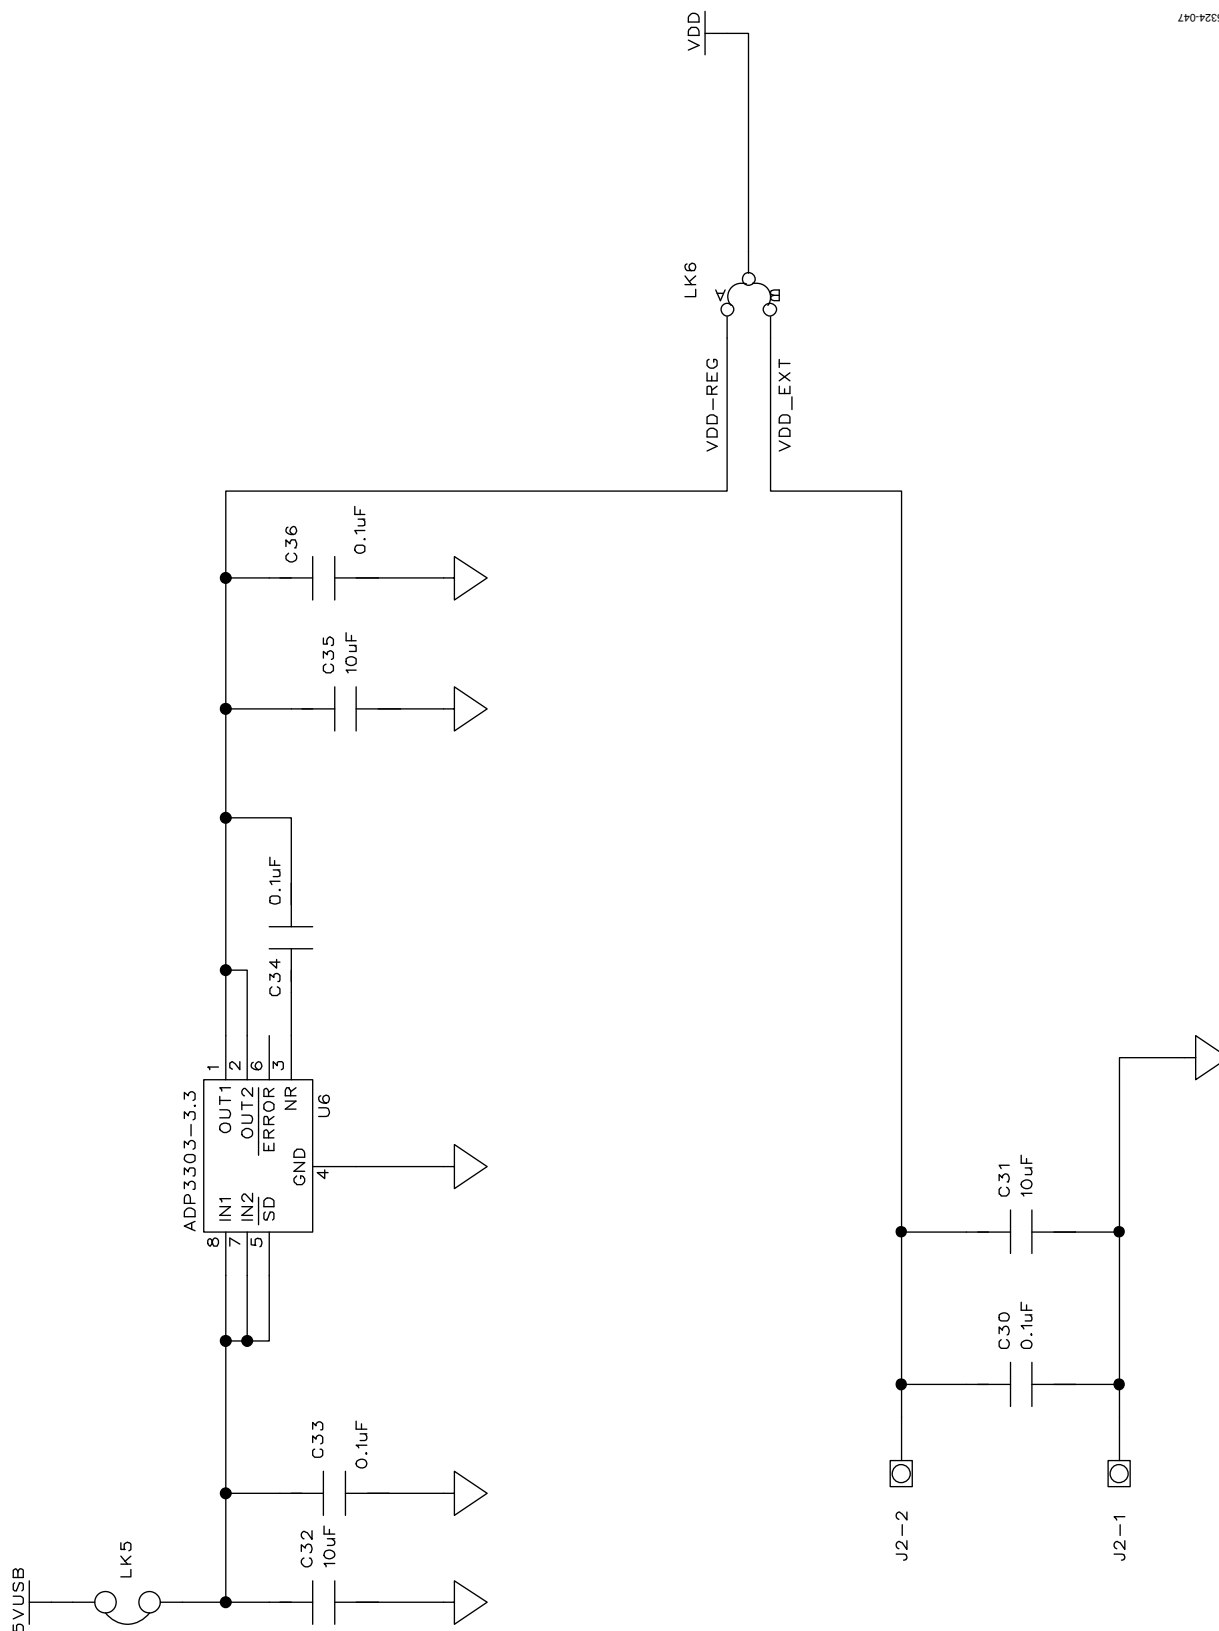 5VUSB
LK5
C32
10uF
C33
0.1uF
ADP3303-3.3
8
IN1
7
IN2
5
SD
GND
4
U6
OUT1
1
OUT2
2
ERROR
6
NR
3
C34
0.1uF
C35
10uF
C36
0.1uF
VDD-REG
VDD_EXT
LK6
A
B
VDD
J2-2
J2-1
C30
0.1uF
C31
10uF
324-047